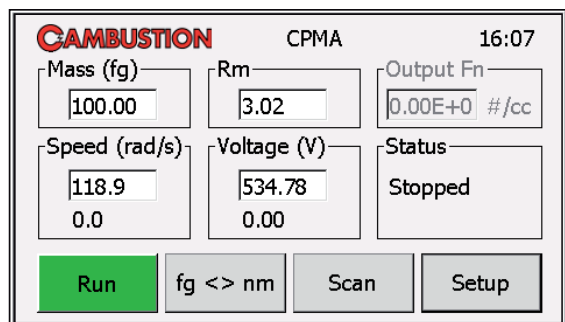 CAMBUSTION CPMA 16:07
Mass (fg) Rm Output Fn
100.00 3.02 0.00E+0 #/cc
Speed (rad/s) Voltage (V) Status
118.9 534.78 Stopped
0.0 0.00
Run fg <> nm Scan Setup